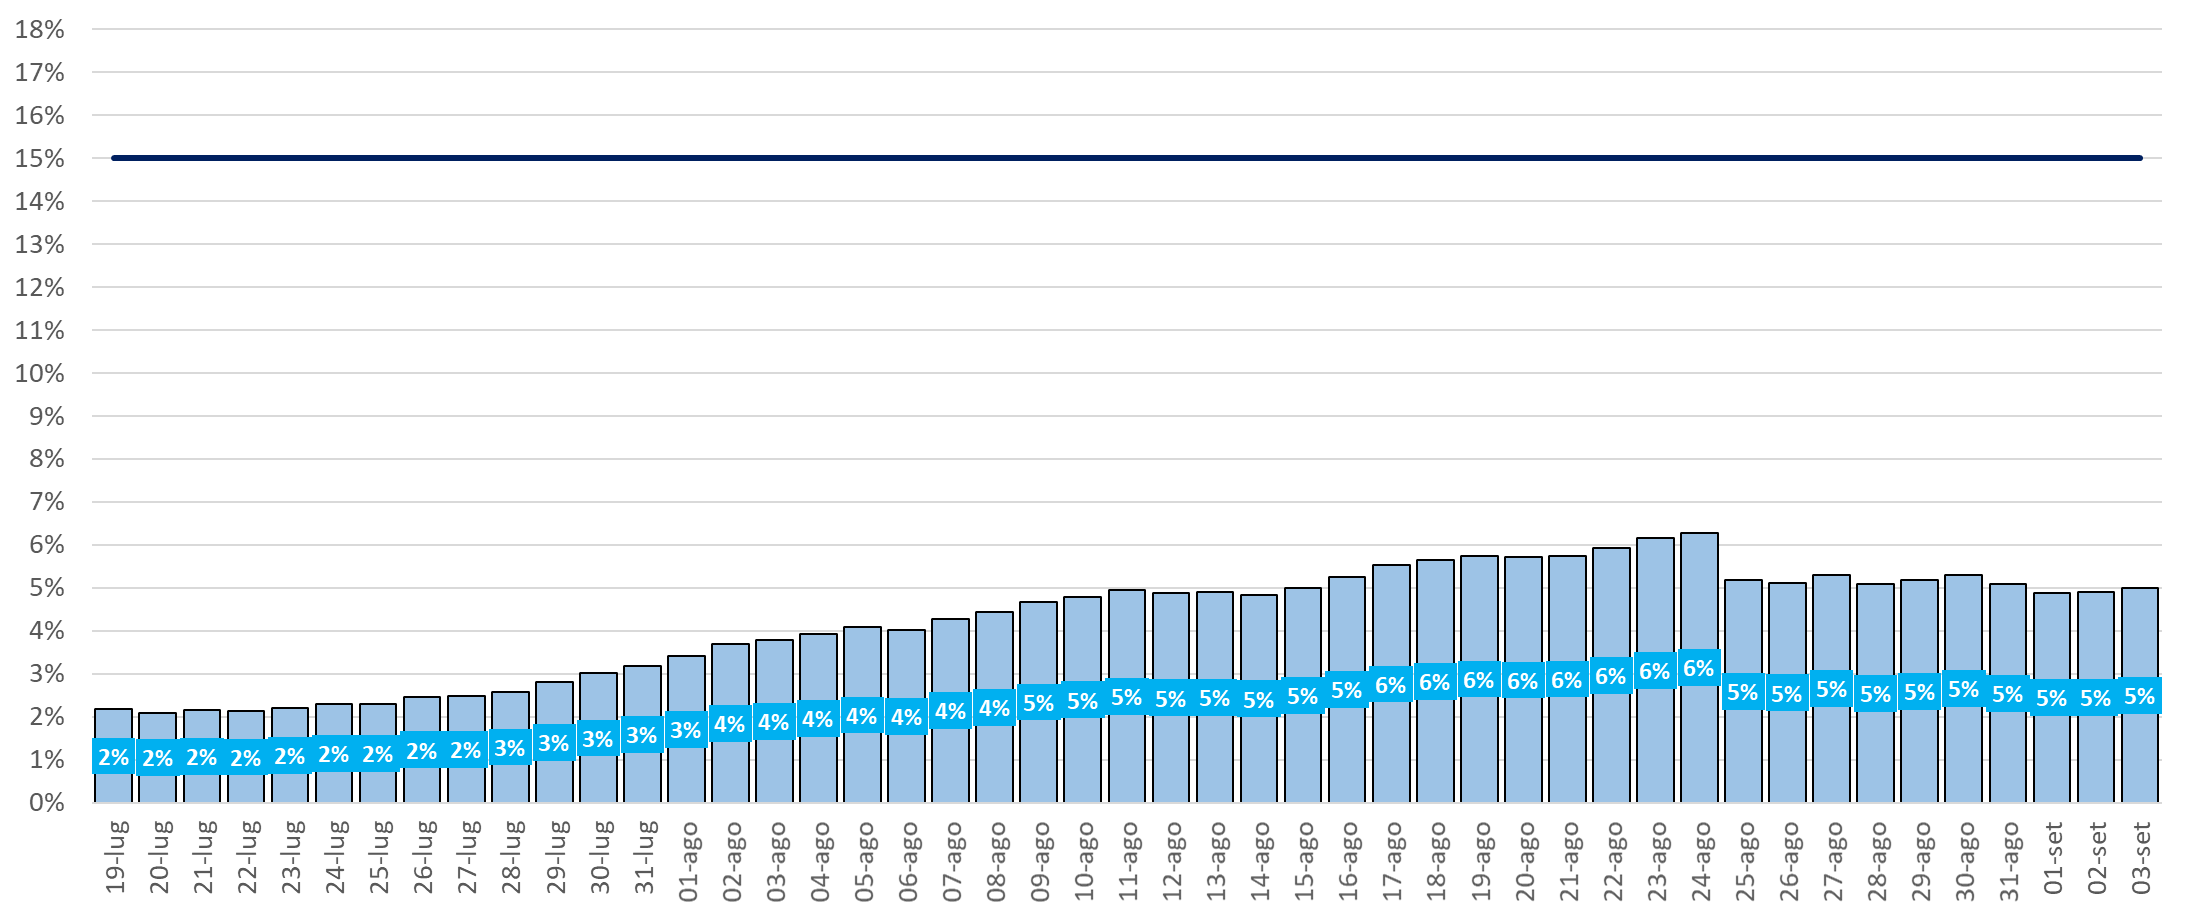 18%
17%
16%
15%
14%
13%
12%
11%
10%
9%
8%
7%
6%
5%
4%
3%
2%
1%
0%
2% 2% 2% 2% 2% 2% 2% 2% 2% 3% 3% 3% 3% 3% 4% 4% 4% 4% 4% 4% 4% 5% 5% 5% 5% 5% 5% 5% 5% 6% 6% 6% 6% 6% 6% 6% 6% 5% 5% 5% 5% 5% 5% 5% 5% 5% 5%
19-lug
20-lug
21-lug
22-lug
23-lug
24-lug
25-lug
26-lug
27-lug
28-lug
29-lug
30-lug
31-lug
01-ago
02-ago
03-ago
04-ago
05-ago
06-ago
07-ago
08-ago
09-ago
10-ago
11-ago
12-ago
13-ago
14-ago
15-ago
16-ago
17-ago
18-ago
19-ago
20-ago
21-ago
22-ago
23-ago
24-ago
25-ago
26-ago
27-ago
28-ago
29-ago
30-ago
31-ago
01-set
02-set
03-set